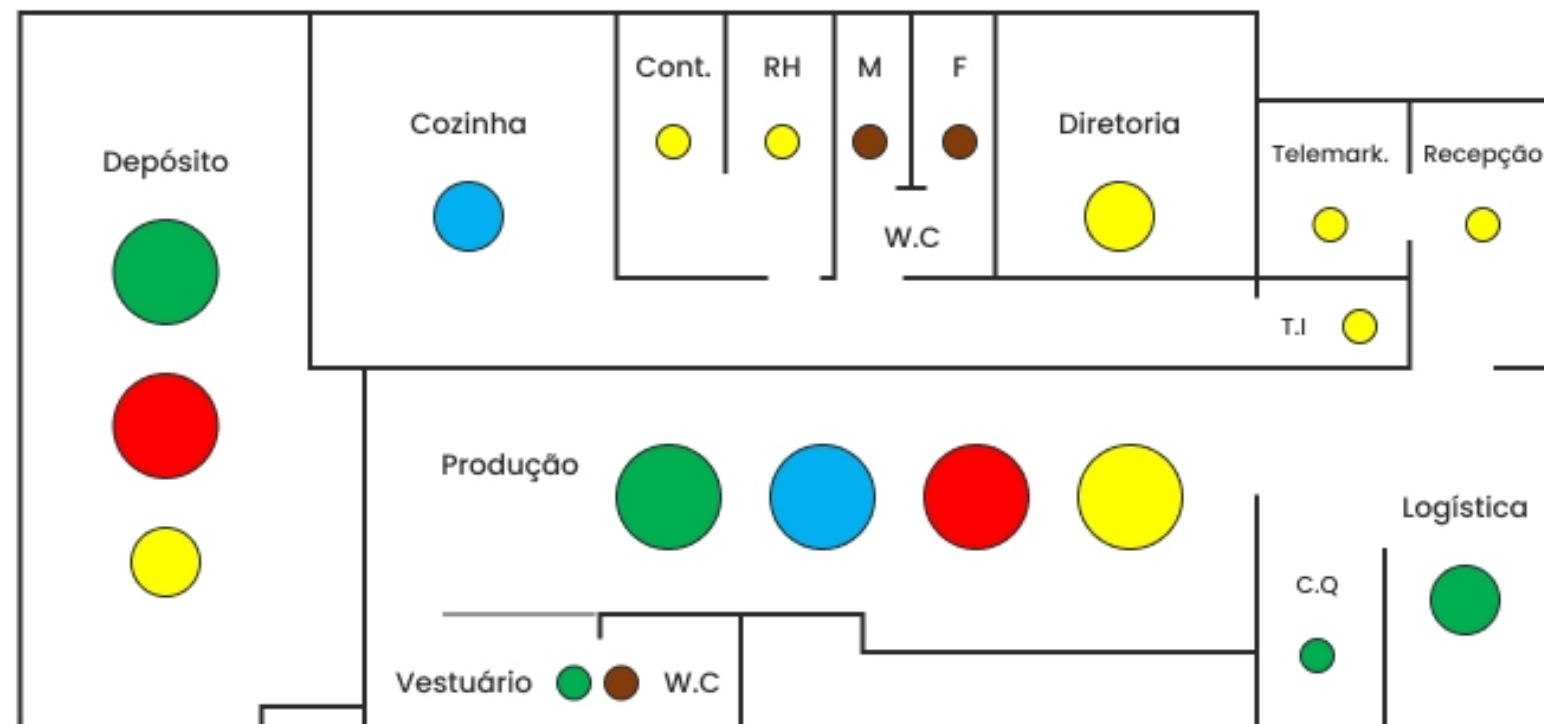 Cont.
RH
M
F
Cozinha
Diretoria
Depósito
Telemark.
Recepção
W.C
T.I
Produção
Logística
C.Q
Vestuário
W.C